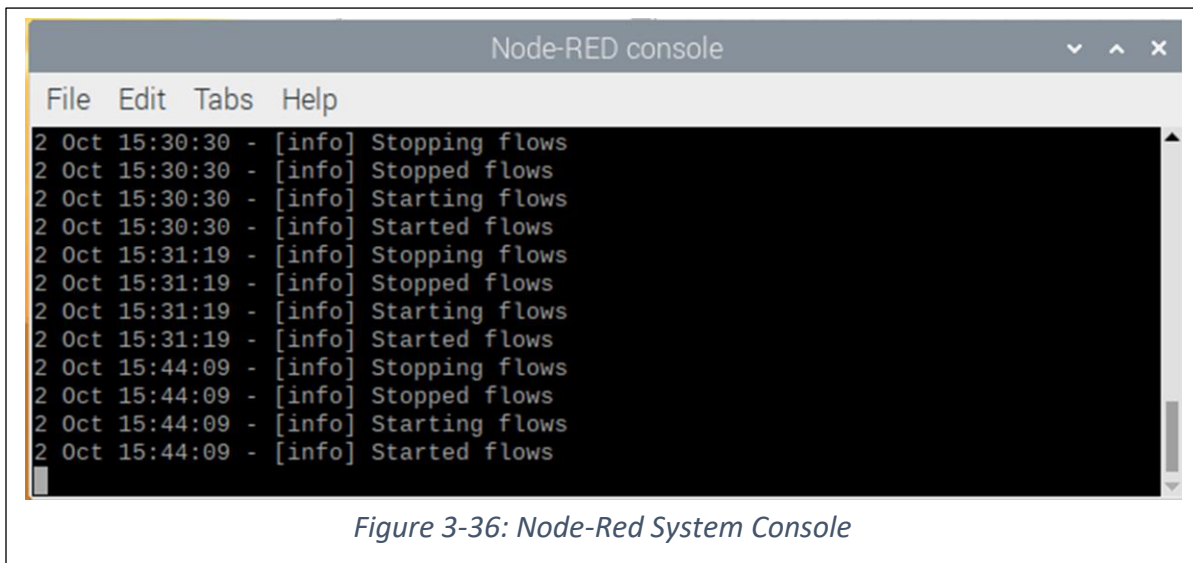 Node-RED console
File Edit Tabs Help
2 Oct 15:30:30 - [info] Stopping flows
2 Oct 15:30:30 - [info] Stopped flows
2 Oct 15:30:30 - [info] Starting flows
2 Oct 15:30:30 - [info] Started flows
2 Oct 15:31:19 - [info] Stopping flows
2 Oct 15:31:19 - [info] Stopped flows
2 Oct 15:31:19 - [info] Starting flows
2 Oct 15:31:19 - [info] Started flows
2 Oct 15:44:09 - [info] Stopping flows
2 Oct 15:44:09 - [info] Stopped flows
2 Oct 15:44:09 - [info] Starting flows
2 Oct 15:44:09 - [info] Started flows
Figure 3-36: Node-Red System Console